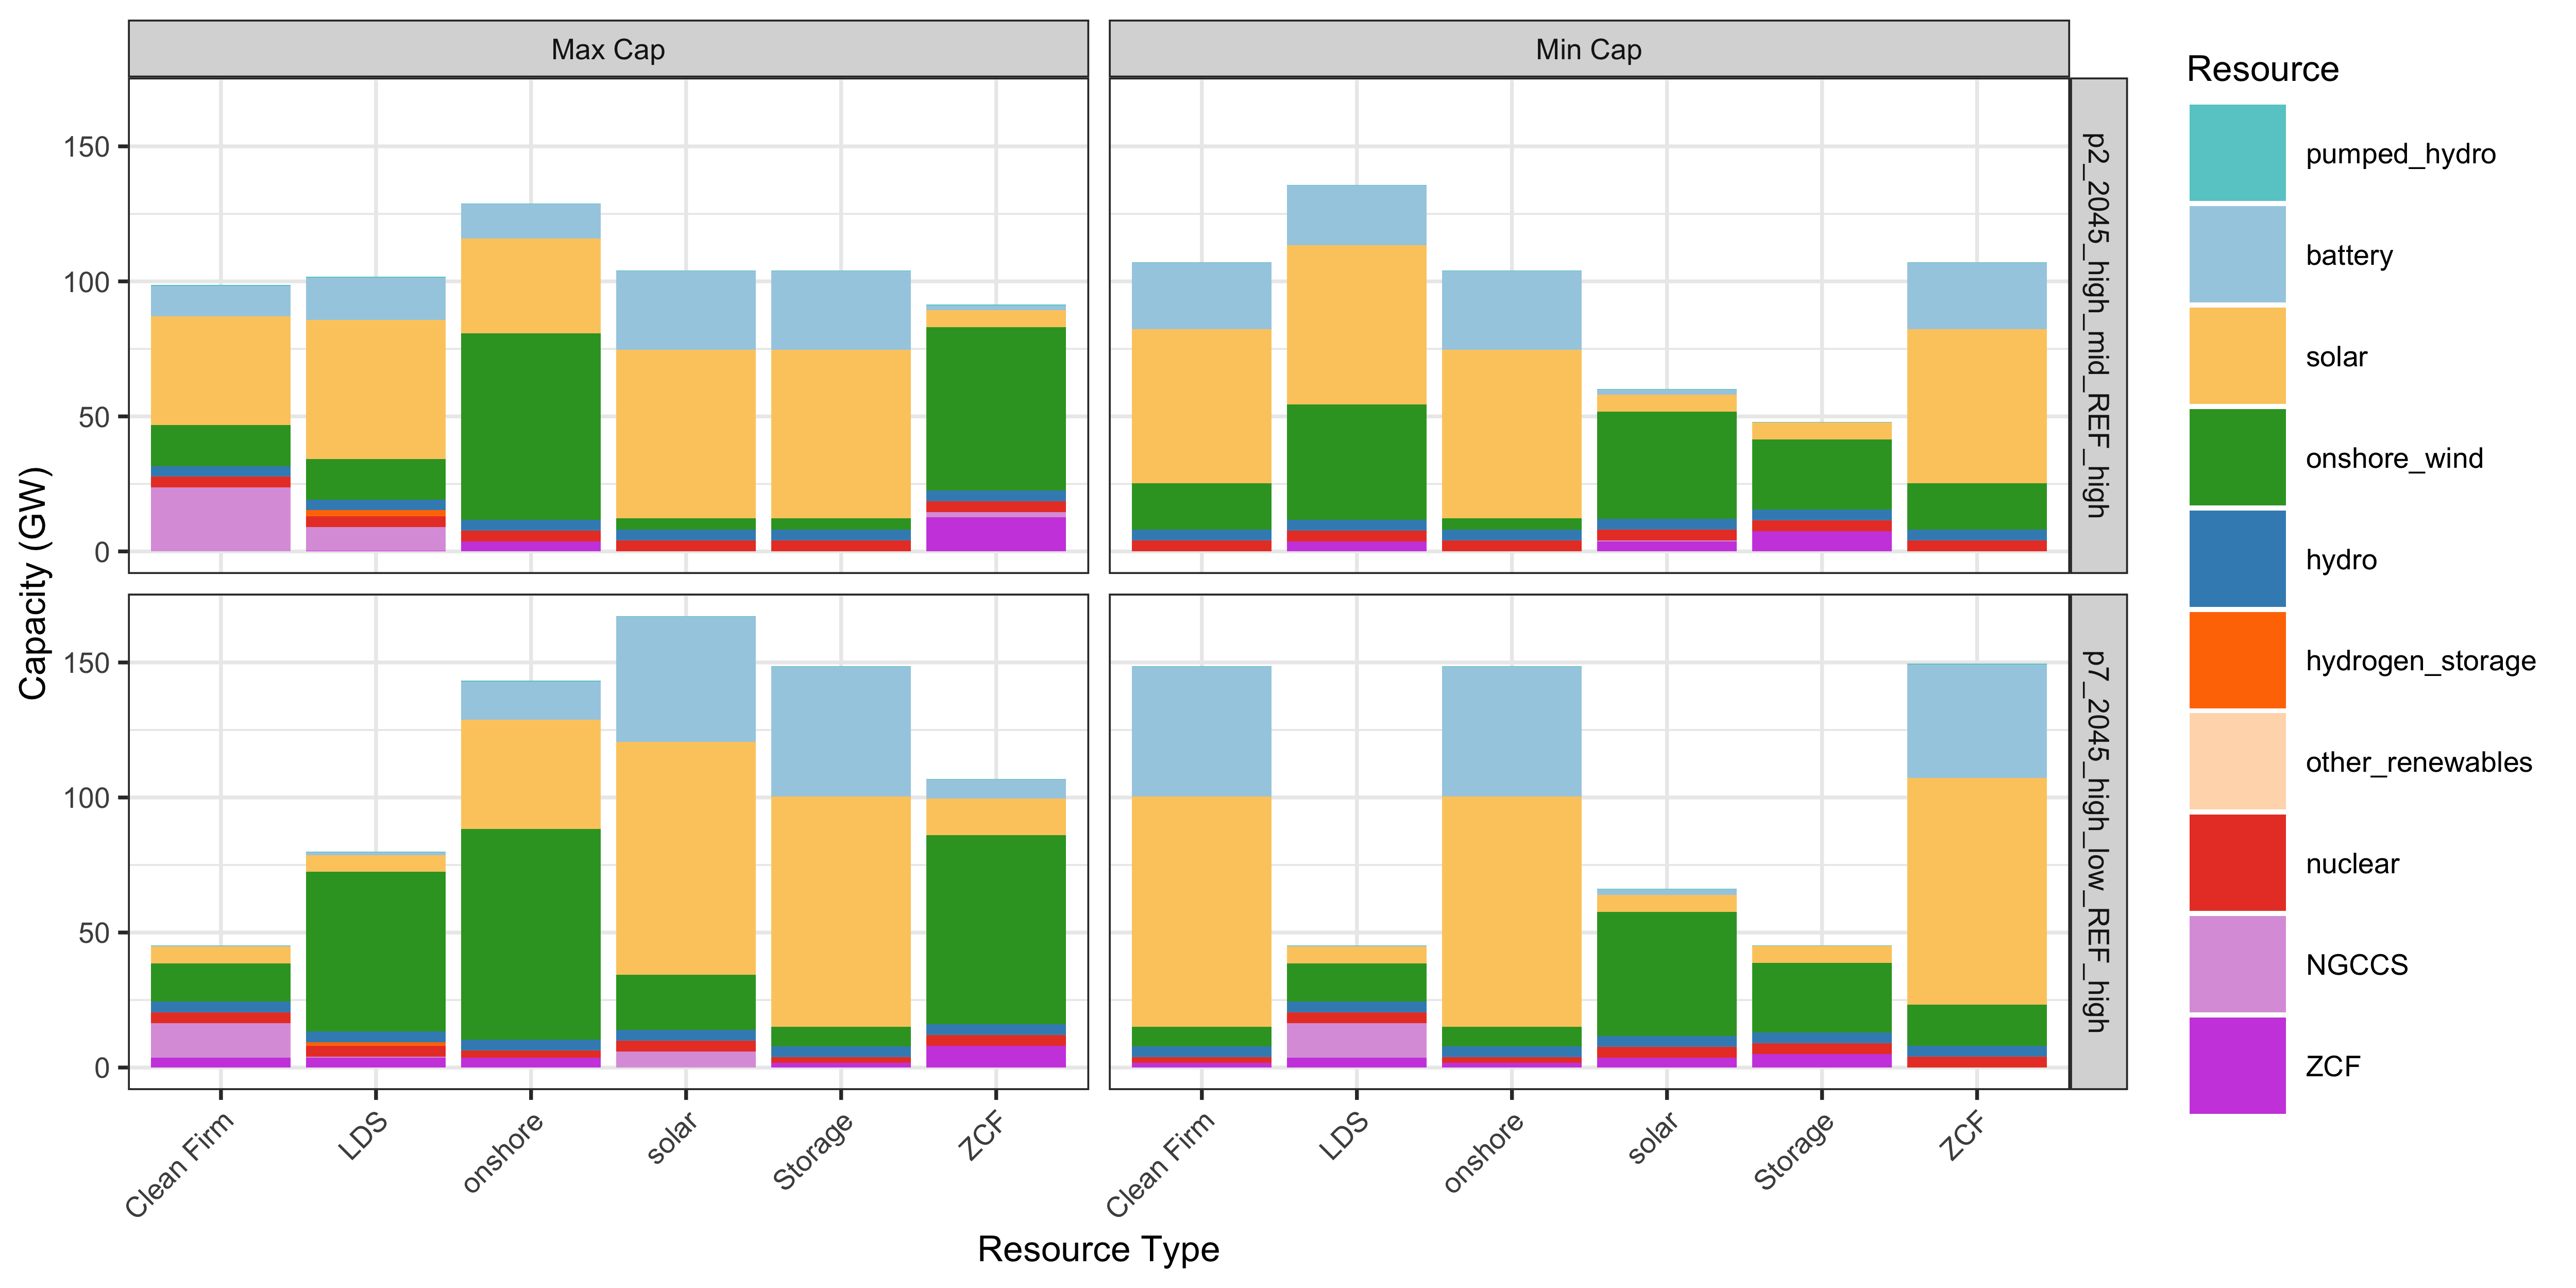 Max Cap
Min Cap
Resource
pumped_hydro
battery
solar
onshore_wind
hydro
hydrogen_storage
other_renewables
nuclear
NGCCS
ZCF
Capacity (GW)
150
100
50
0
p2_2045_high_mid_REF_high
150
100
50
0
p7_2045_high_low_REF_high
Clean Firm
LDS
onshore
solar
Storage
ZCF
Clean Firm
LDS
onshore
solar
Storage
ZCF
Resource Type